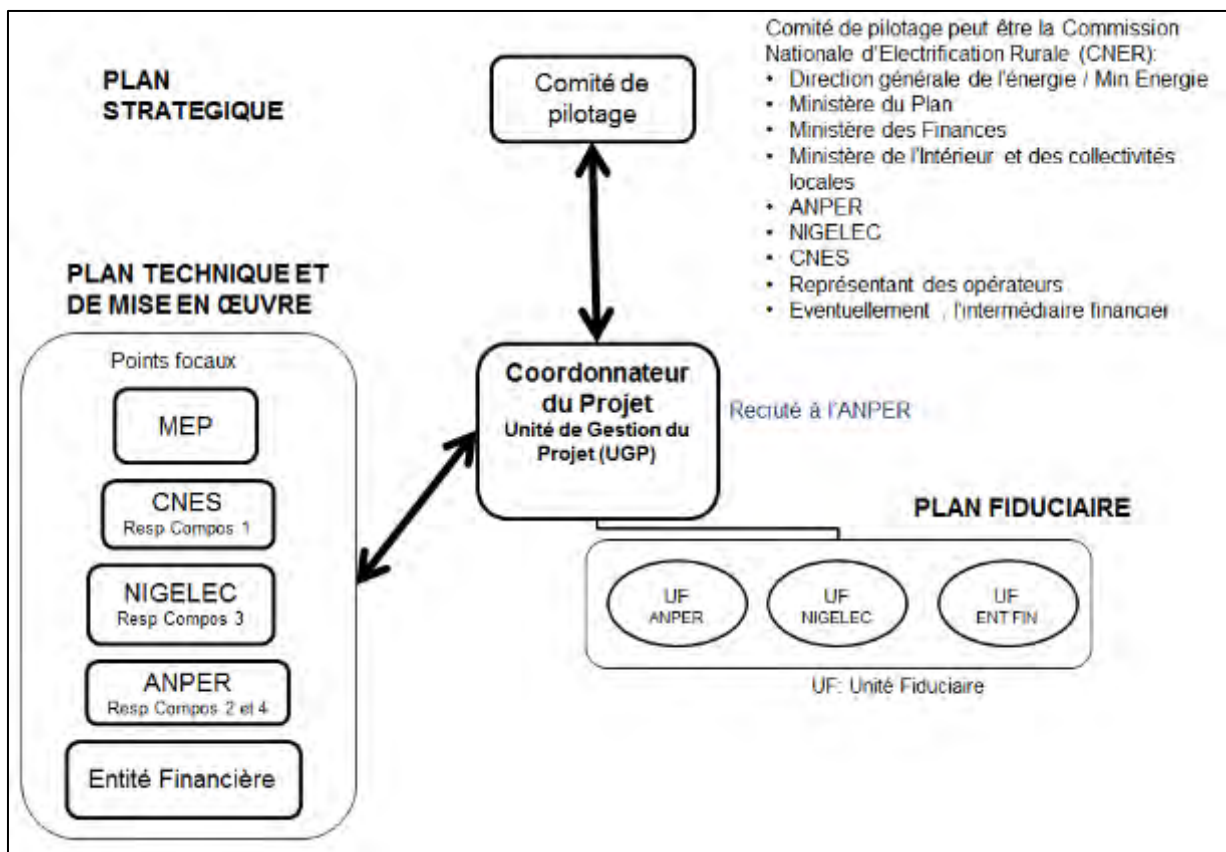 PLAN
STRATEGIQUE
Comité de
pilotage
Comité de pilotage peut être la Commission
Nationale d'Electrification Rurale (CNER):
• Direction générale de l'énergie / Min Energie
• Ministère du Plan
• Ministère des Finances
• Ministère de l'Intérieur et des collectivités
locales
• ANPER
• NIGELEC
• CNES
• Représentant des opérateurs
• Eventuellement , l'intermédiaire financier
PLAN TECHNIQUE ET
DE MISE EN ŒUVRE
Points focaux
MEP
CNES
Resp Compos 1
NIGELEC
Resp Compos 3
ANPER
Resp Compos 2 et 4
Entité Financière
Coordonnateur
du Projet
Unité de Gestion du
Projet (UGP)
Recruté à l'ANPER
PLAN FIDUCIAIRE
UF
ANPER
UF
NIGELEC
UF
ENT FIN
UF: Unité Fiduciaire